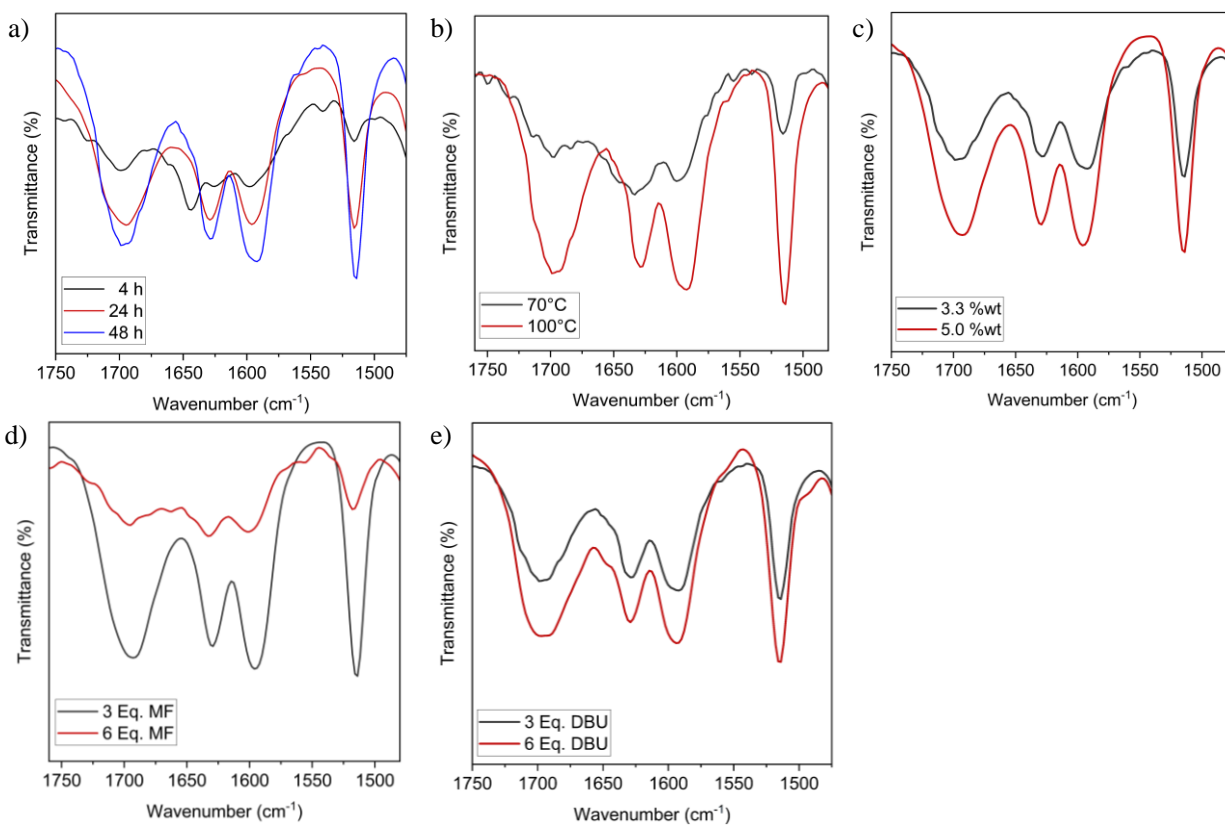 a)
Transmittance (%)
4 h
24 h
48 h
1750 1700 1650 1600 1550 1500
Wavenumber (cm⁻¹)
b)
Transmittance (%)
70°C
100°C
1750 1700 1650 1600 1550 1500
Wavenumber (cm⁻¹)
c)
Transmittance (%)
3.3 %wt
5.0 %wt
1750 1700 1650 1600 1550 1500
Wavenumber (cm⁻¹)
d)
Transmittance (%)
3 Eq. MF
6 Eq. MF
1750 1700 1650 1600 1550 1500
Wavenumber (cm⁻¹)
e)
Transmittance (%)
3 Eq. DBU
6 Eq. DBU
1750 1700 1650 1600 1550 1500
Wavenumber (cm⁻¹)